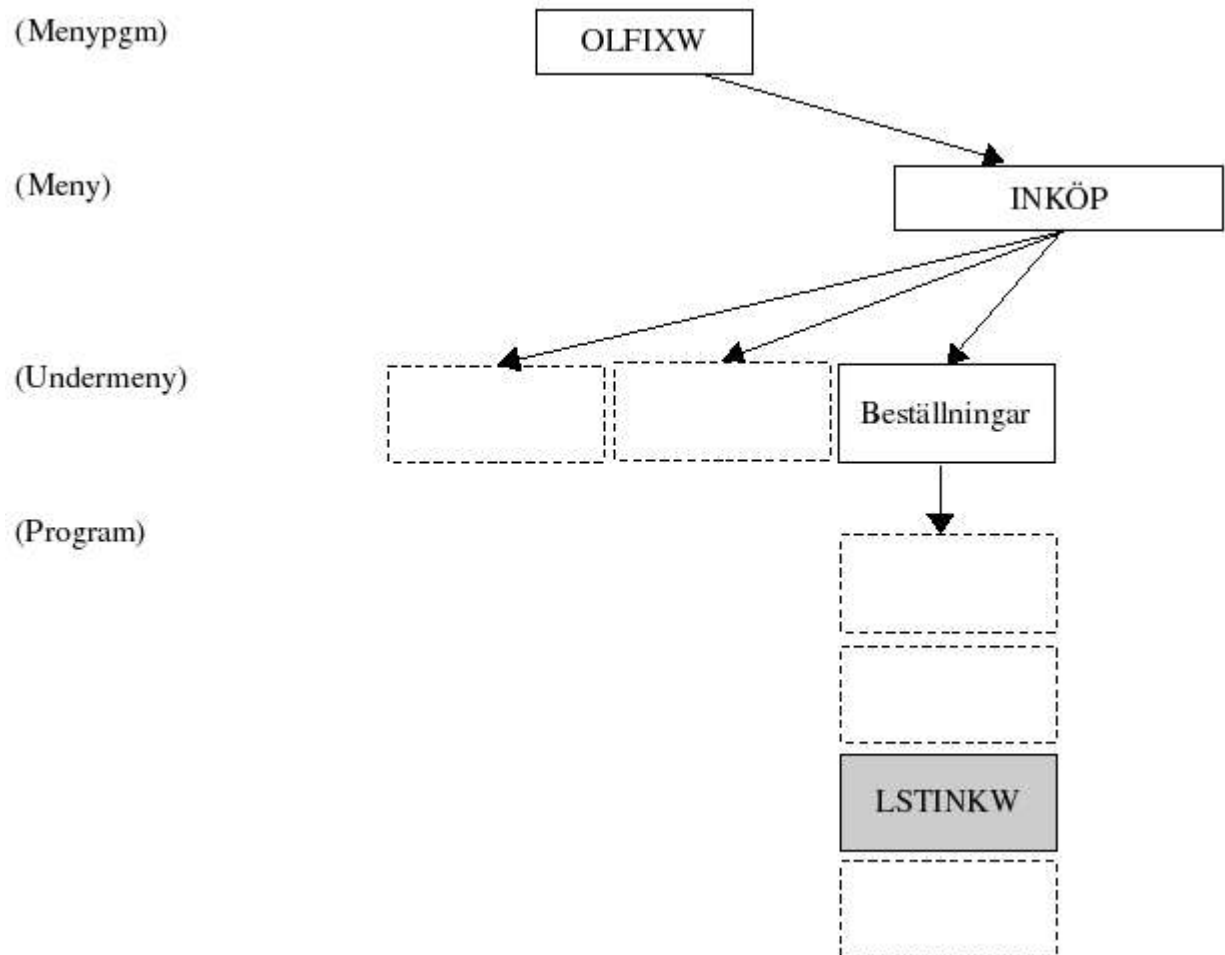 (Menypgm)
OLFIXW
(Meny)
INKÖP
(Undermeny)
Beställningar
(Program)
LSTINKW